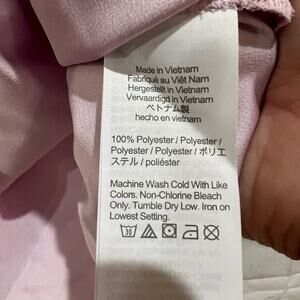 Made in Vietnam
Fabriqué au Viêt Nam
Hergestellt in Vietnam
Vervaardigd in Vietnam
ベトナム製
hecho en vietnam
100% Polyester / Polyester /
Polyester / Polyester / ポリエ
ステル / poliéster
Machine Wash Cold With Like
Colors. Non-Chlorine Bleach
Only. Tumble Dry Low. Iron on
Lowest Setting.
30